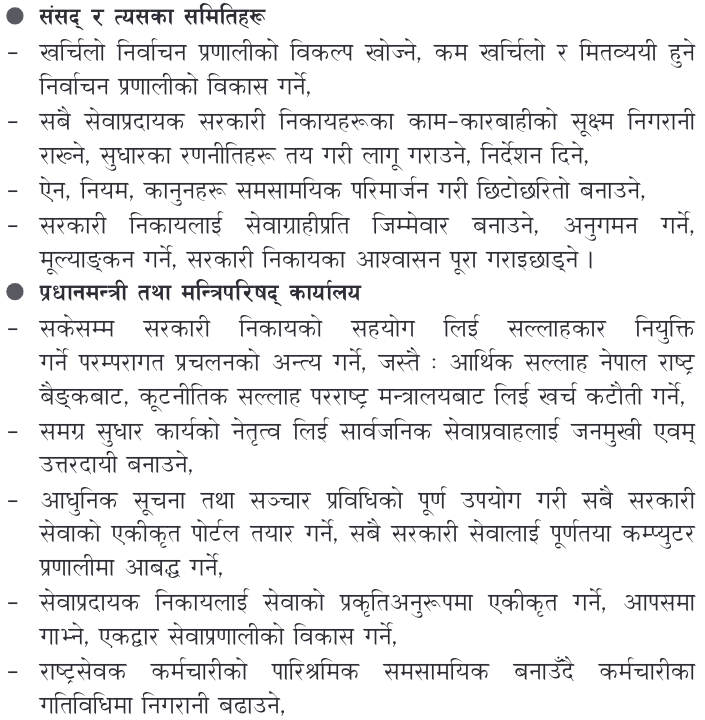 ● संसद् र त्यसका समितिहरू
– खर्चिलो निर्वाचन प्रणालीको विकल्प खोज्ने, कम खर्चिलो र मितव्ययी हुने
निर्वाचन प्रणालीको विकास गर्ने,
– सबै सेवाप्रदायक सरकारी निकायहरूका काम-कारबाहीको सूक्ष्म निगरानी
राख्ने, सुधारका रणनीतिहरू तय गरी लागू गराउने, निर्देशन दिने,
– ऐन, नियम, कानुनहरू समसामयिक परिमार्जन गरी छिटोछरितो बनाउने,
– सरकारी निकायलाई सेवाग्राहीप्रति जिम्मेवार बनाउने, अनुगमन गर्ने,
मूल्याङ्कन गर्ने, सरकारी निकायका आश्वासन पूरा गराइछाड्ने ।
● प्रधानमन्त्री तथा मन्त्रिपरिषद् कार्यालय
– सकेसम्म सरकारी निकायको सहयोग लिई सल्लाहकार नियुक्ति
गर्ने परम्परागत प्रचलनको अन्त्य गर्ने, जस्तै : आर्थिक सल्लाह नेपाल राष्ट्र
बैङ्कबाट, कूटनीतिक सल्लाह परराष्ट्र मन्त्रालयबाट लिई खर्च कटौती गर्ने,
– समग्र सुधार कार्यको नेतृत्व लिई सार्वजनिक सेवाप्रवाहलाई जनमुखी एवम्
उत्तरदायी बनाउने,
– आधुनिक सूचना तथा सञ्चार प्रविधिको पूर्ण उपयोग गरी सबै सरकारी
सेवाको एकीकृत पोर्टल तयार गर्ने, सबै सरकारी सेवालाई पूर्णतया कम्प्युटर
प्रणालीमा आबद्ध गर्ने,
– सेवाप्रदायक निकायलाई सेवाको प्रकृतिअनुरूपमा एकीकृत गर्ने, आपसमा
गाभ्ने, एकद्वार सेवाप्रणालीको विकास गर्ने,
– राष्ट्रसेवक कर्मचारीको पारिश्रमिक समसामयिक बनाउँदै कर्मचारीका
गतिविधिमा निगरानी बढाउने,